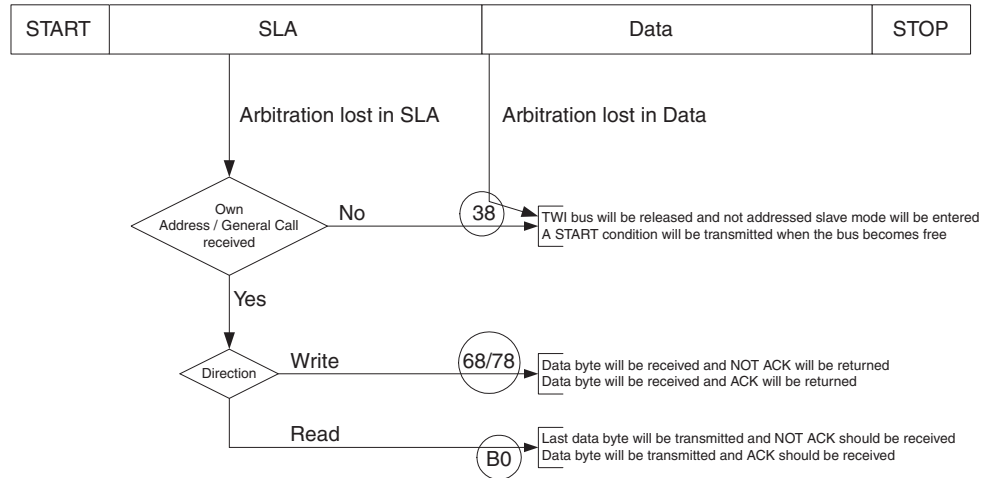 START SLA Data STOP
Arbitration lost in SLA Arbitration lost in Data
Own
Address / General Call
received
No
38
TWI bus will be released and not addressed slave mode will be entered
A START condition will be transmitted when the bus becomes free
Yes
Direction
Write
68/78
Data byte will be received and NOT ACK will be returned
Data byte will be received and ACK will be returned
Read
B0
Last data byte will be transmitted and NOT ACK should be received
Data byte will be transmitted and ACK should be received